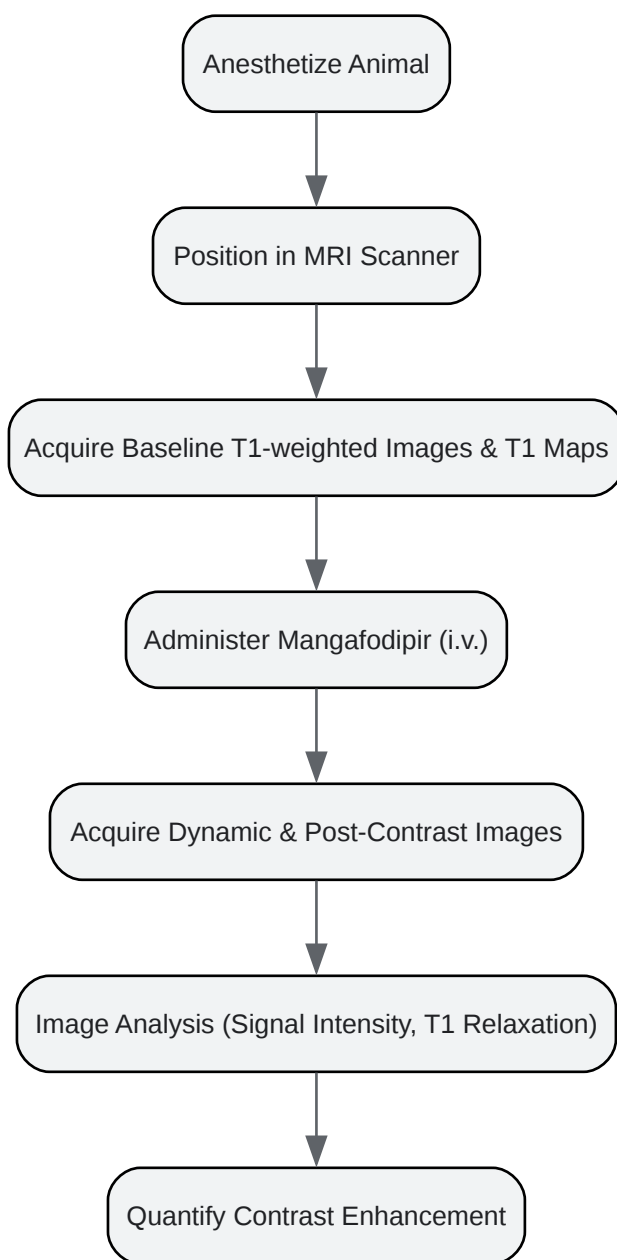 Anesthetize Animal
Position in MRI Scanner
Acquire Baseline T1-weighted Images & T1 Maps
Administer Mangafodipir (i.v.)
Acquire Dynamic & Post-Contrast Images
Image Analysis (Signal Intensity, T1 Relaxation)
Quantify Contrast Enhancement